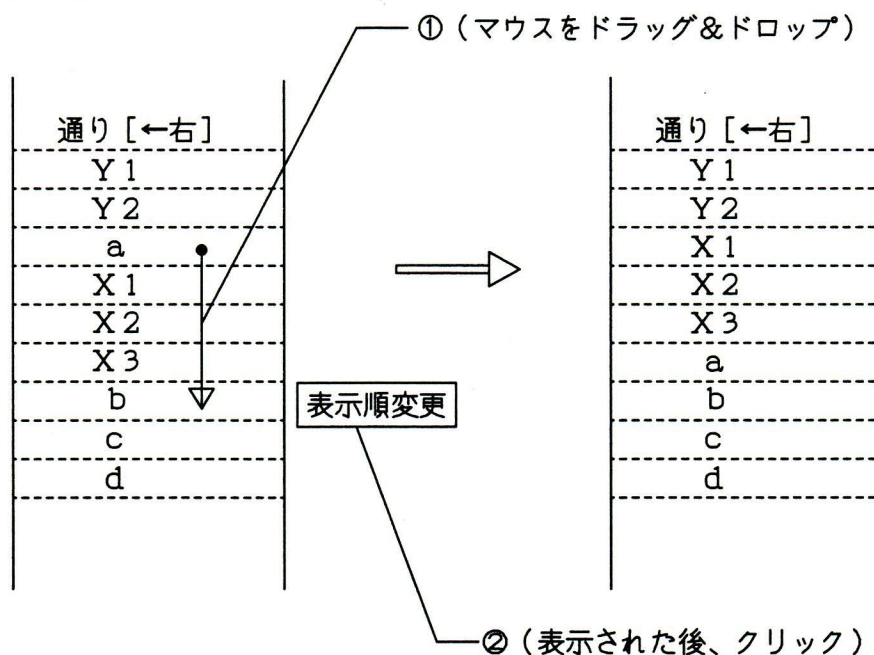 ①（マウスをドラッグ&ドロップ）
通り［←右］
Y1
Y2
a
X1
X2
X3
b
c
d
表示順変更
通り［←右］
Y1
Y2
X1
X2
X3
a
b
c
d
②（表示された後、クリック）